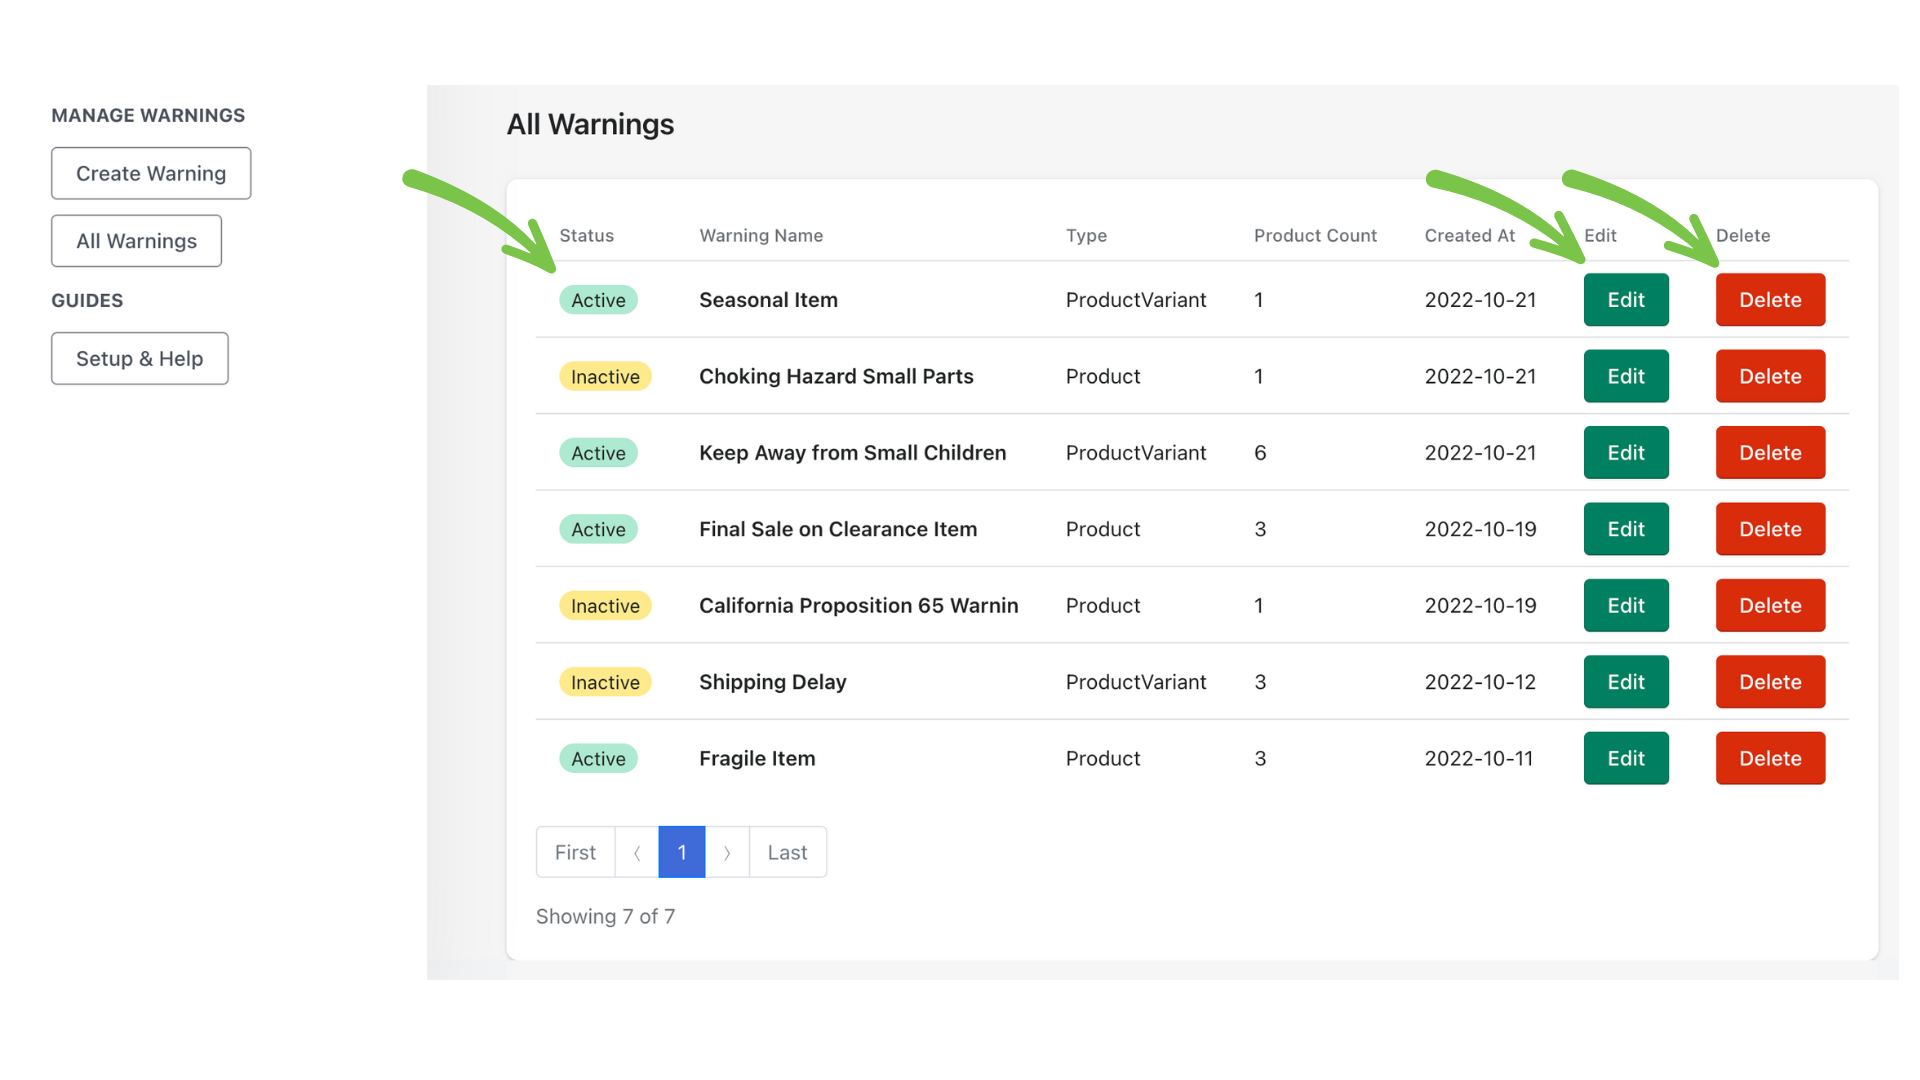 MANAGE WARNINGS
Create Warning
All Warnings
GUIDES
Setup & Help
All Warnings
Status Warning Name Type Product Count Created At Edit Delete
Active Seasonal Item ProductVariant 1 2022-10-21 Edit Delete
Inactive Choking Hazard Small Parts Product 1 2022-10-21 Edit Delete
Active Keep Away from Small Children ProductVariant 6 2022-10-21 Edit Delete
Active Final Sale on Clearance Item Product 3 2022-10-19 Edit Delete
Inactive California Proposition 65 Warnin Product 1 2022-10-19 Edit Delete
Inactive Shipping Delay ProductVariant 3 2022-10-12 Edit Delete
Active Fragile Item Product 3 2022-10-11 Edit Delete
First 〈 1 〉 Last
Showing 7 of 7